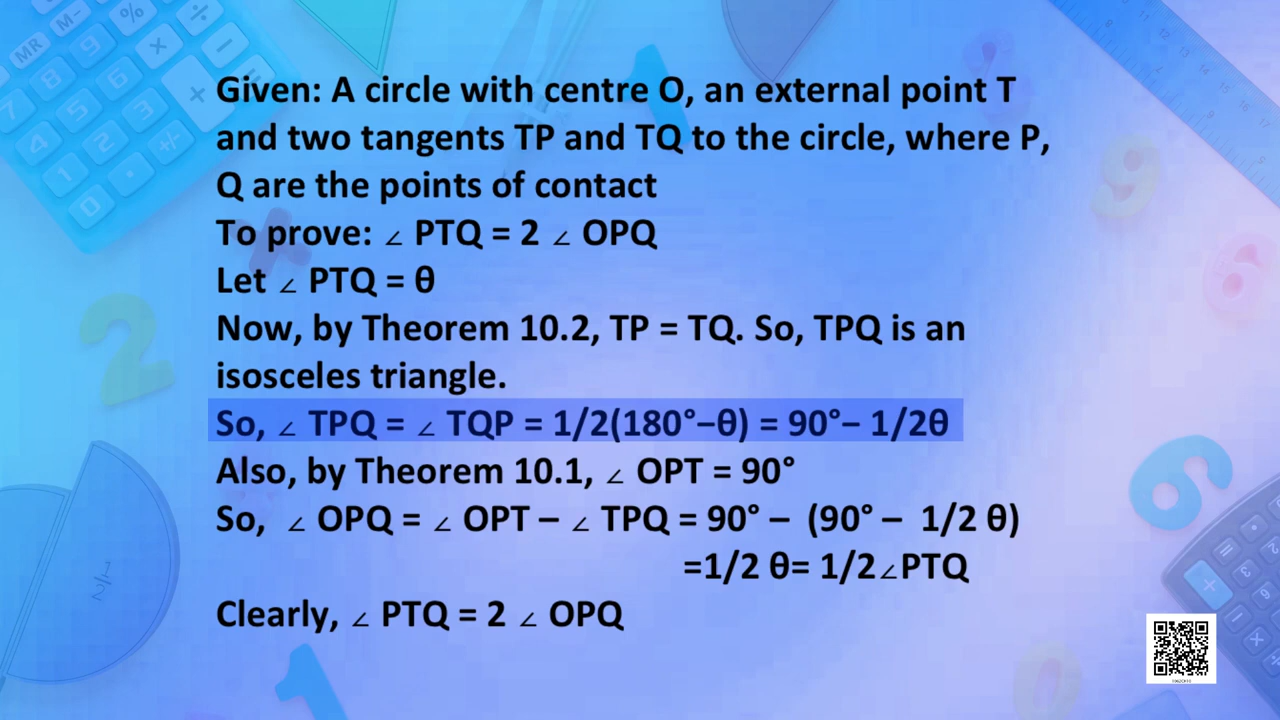 Given: A circle with centre O, an external point T
and two tangents TP and TQ to the circle, where P,
Q are the points of contact
To prove: ∠ PTQ = 2 ∠ OPQ
Let ∠ PTQ = θ
Now, by Theorem 10.2, TP = TQ. So, TPQ is an
isosceles triangle.
So, ∠ TPQ = ∠ TQP = 1/2(180°−θ) = 90°− 1/2θ
Also, by Theorem 10.1, ∠ OPT = 90°
So, ∠ OPQ = ∠ OPT − ∠ TPQ = 90° − (90° − 1/2 θ)
=1/2 θ= 1/2∠PTQ
Clearly, ∠ PTQ = 2 ∠ OPQ